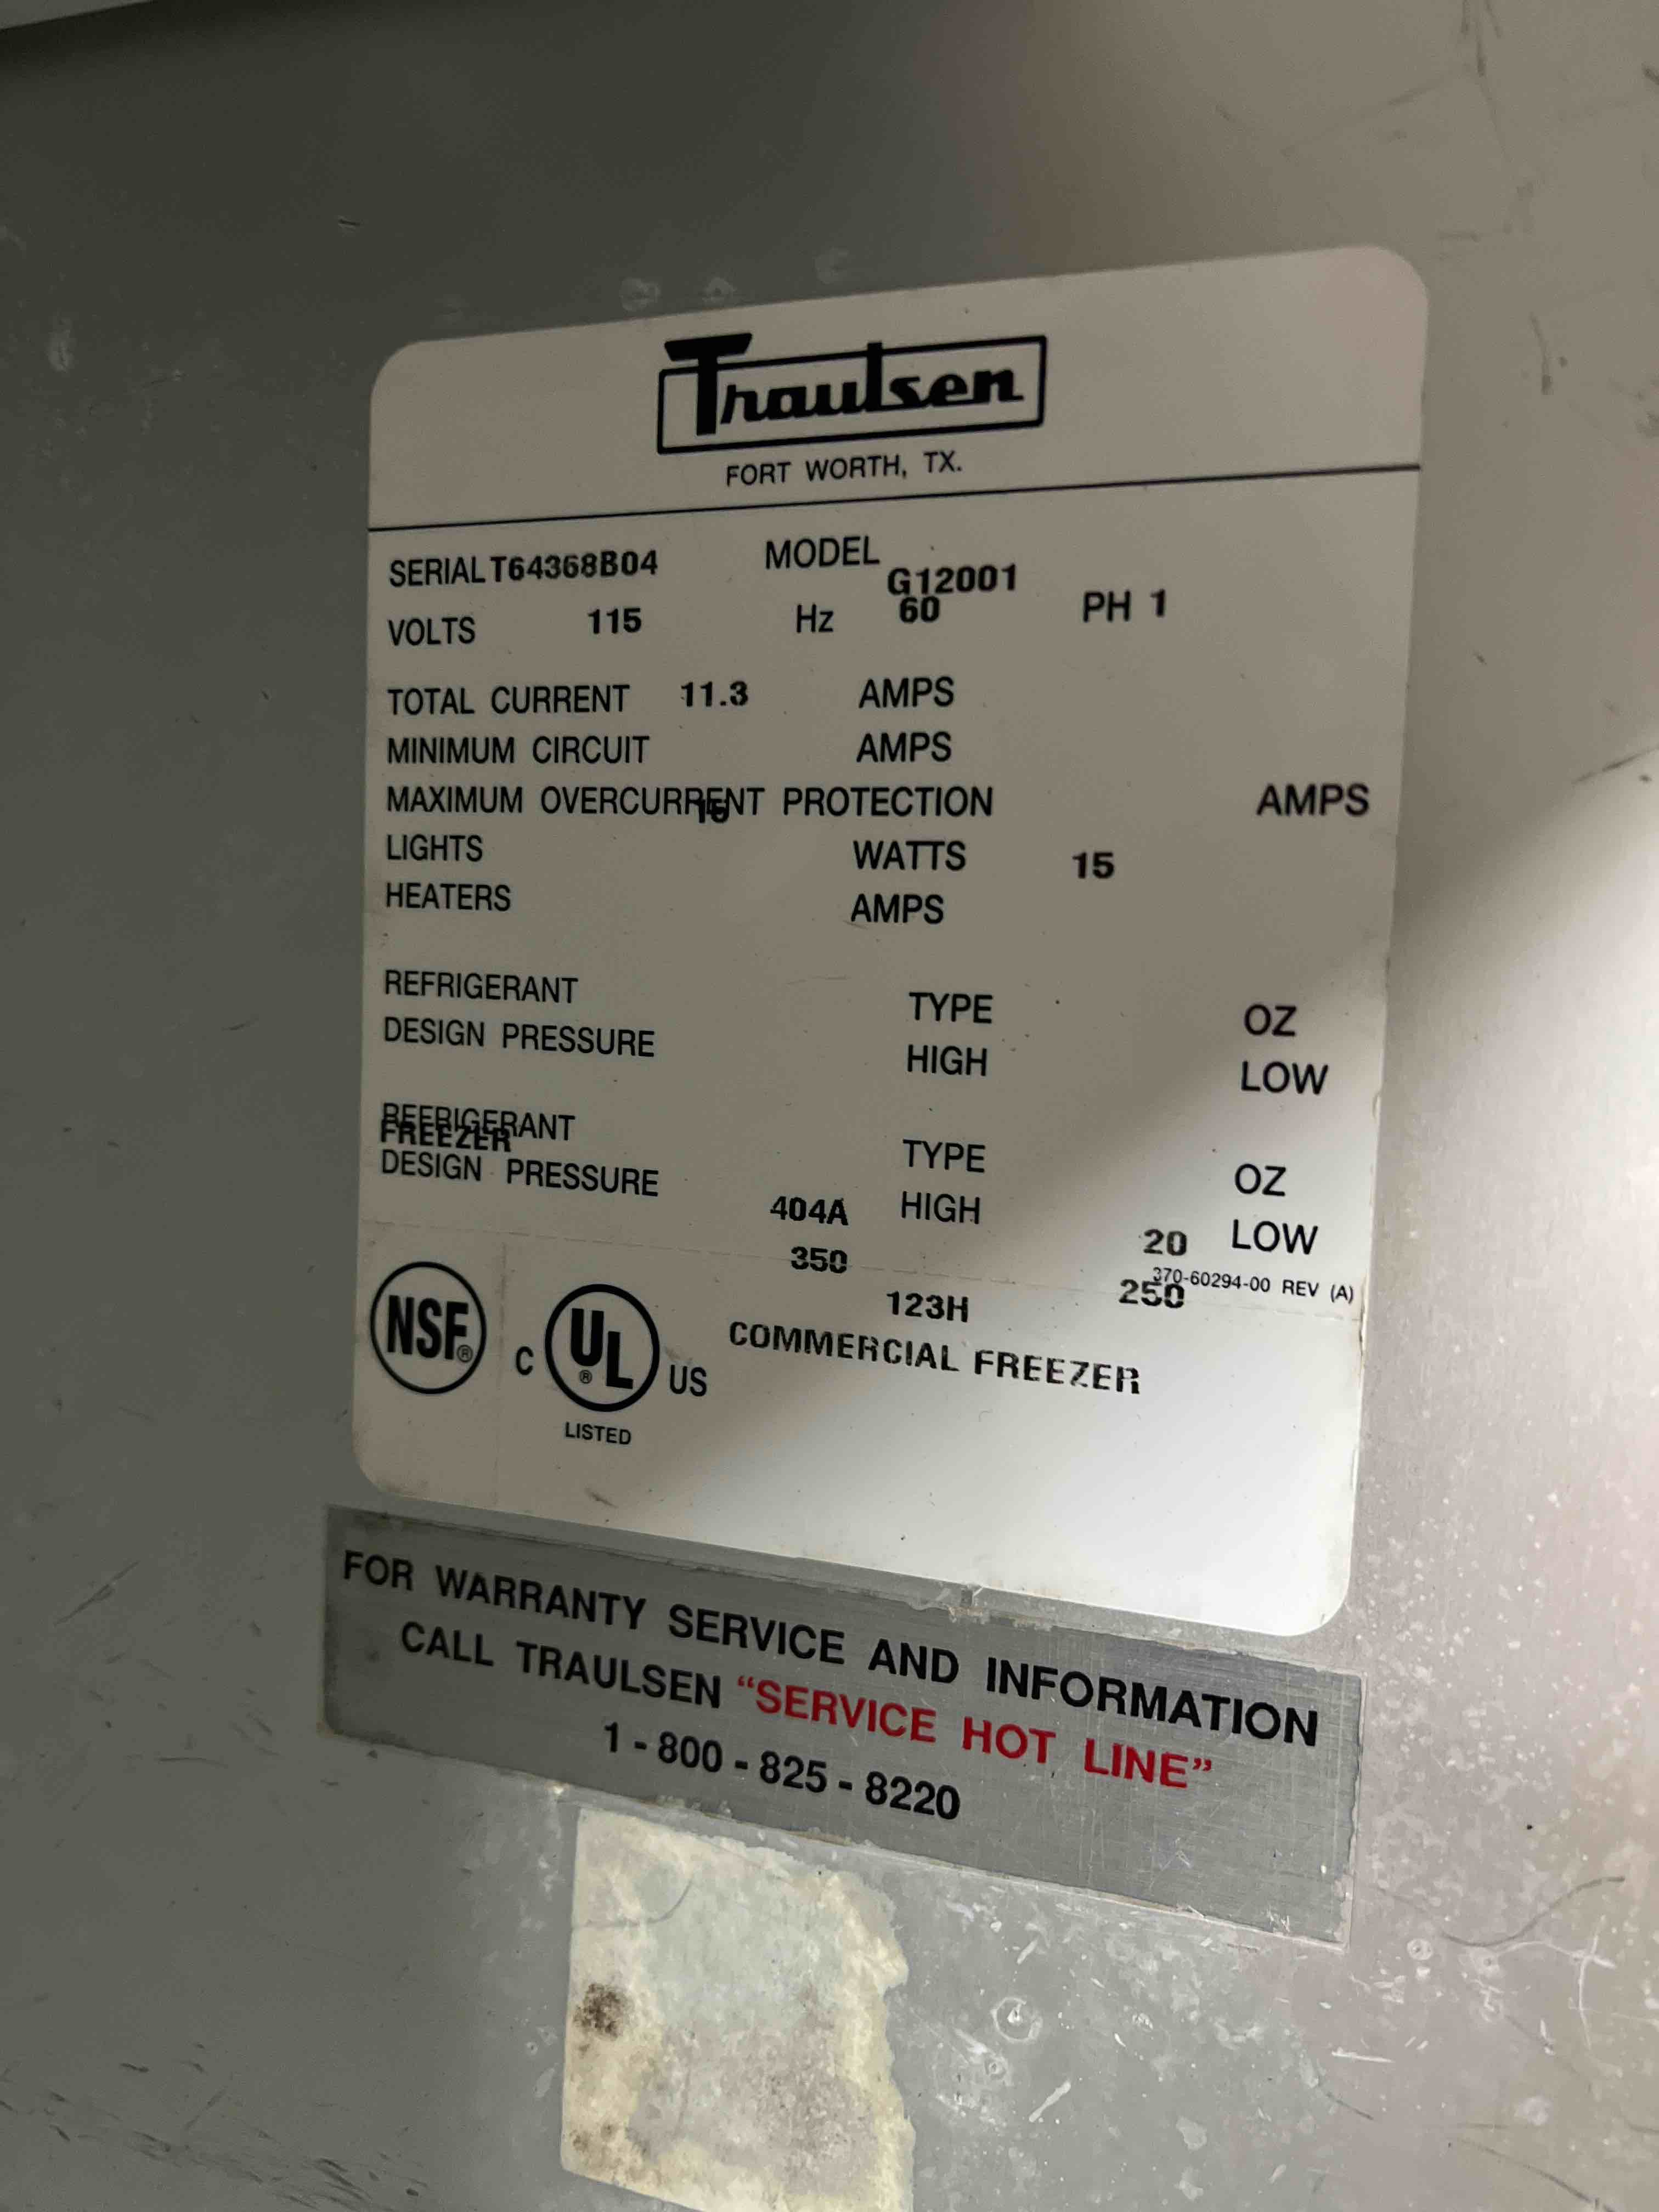 Traulsen
FORT WORTH, TX.
SERIAL T64368B04 MODEL G12001
VOLTS 115 Hz 60 PH 1
TOTAL CURRENT 11.3 AMPS
MINIMUM CIRCUIT AMPS
MAXIMUM OVERCURRENT PROTECTION AMPS
15
LIGHTS WATTS 15
HEATERS AMPS
REFRIGERANT TYPE OZ
DESIGN PRESSURE HIGH LOW
REFRIGERANT TYPE OZ
FREEZER
DESIGN PRESSURE HIGH LOW
404A 20
350 250
370-60294-00 REV (A)
123H
COMMERCIAL FREEZER
NSF®
C UL® US
LISTED
FOR WARRANTY SERVICE AND INFORMATION
CALL TRAULSEN “SERVICE HOT LINE”
1 - 800 - 825 - 8220